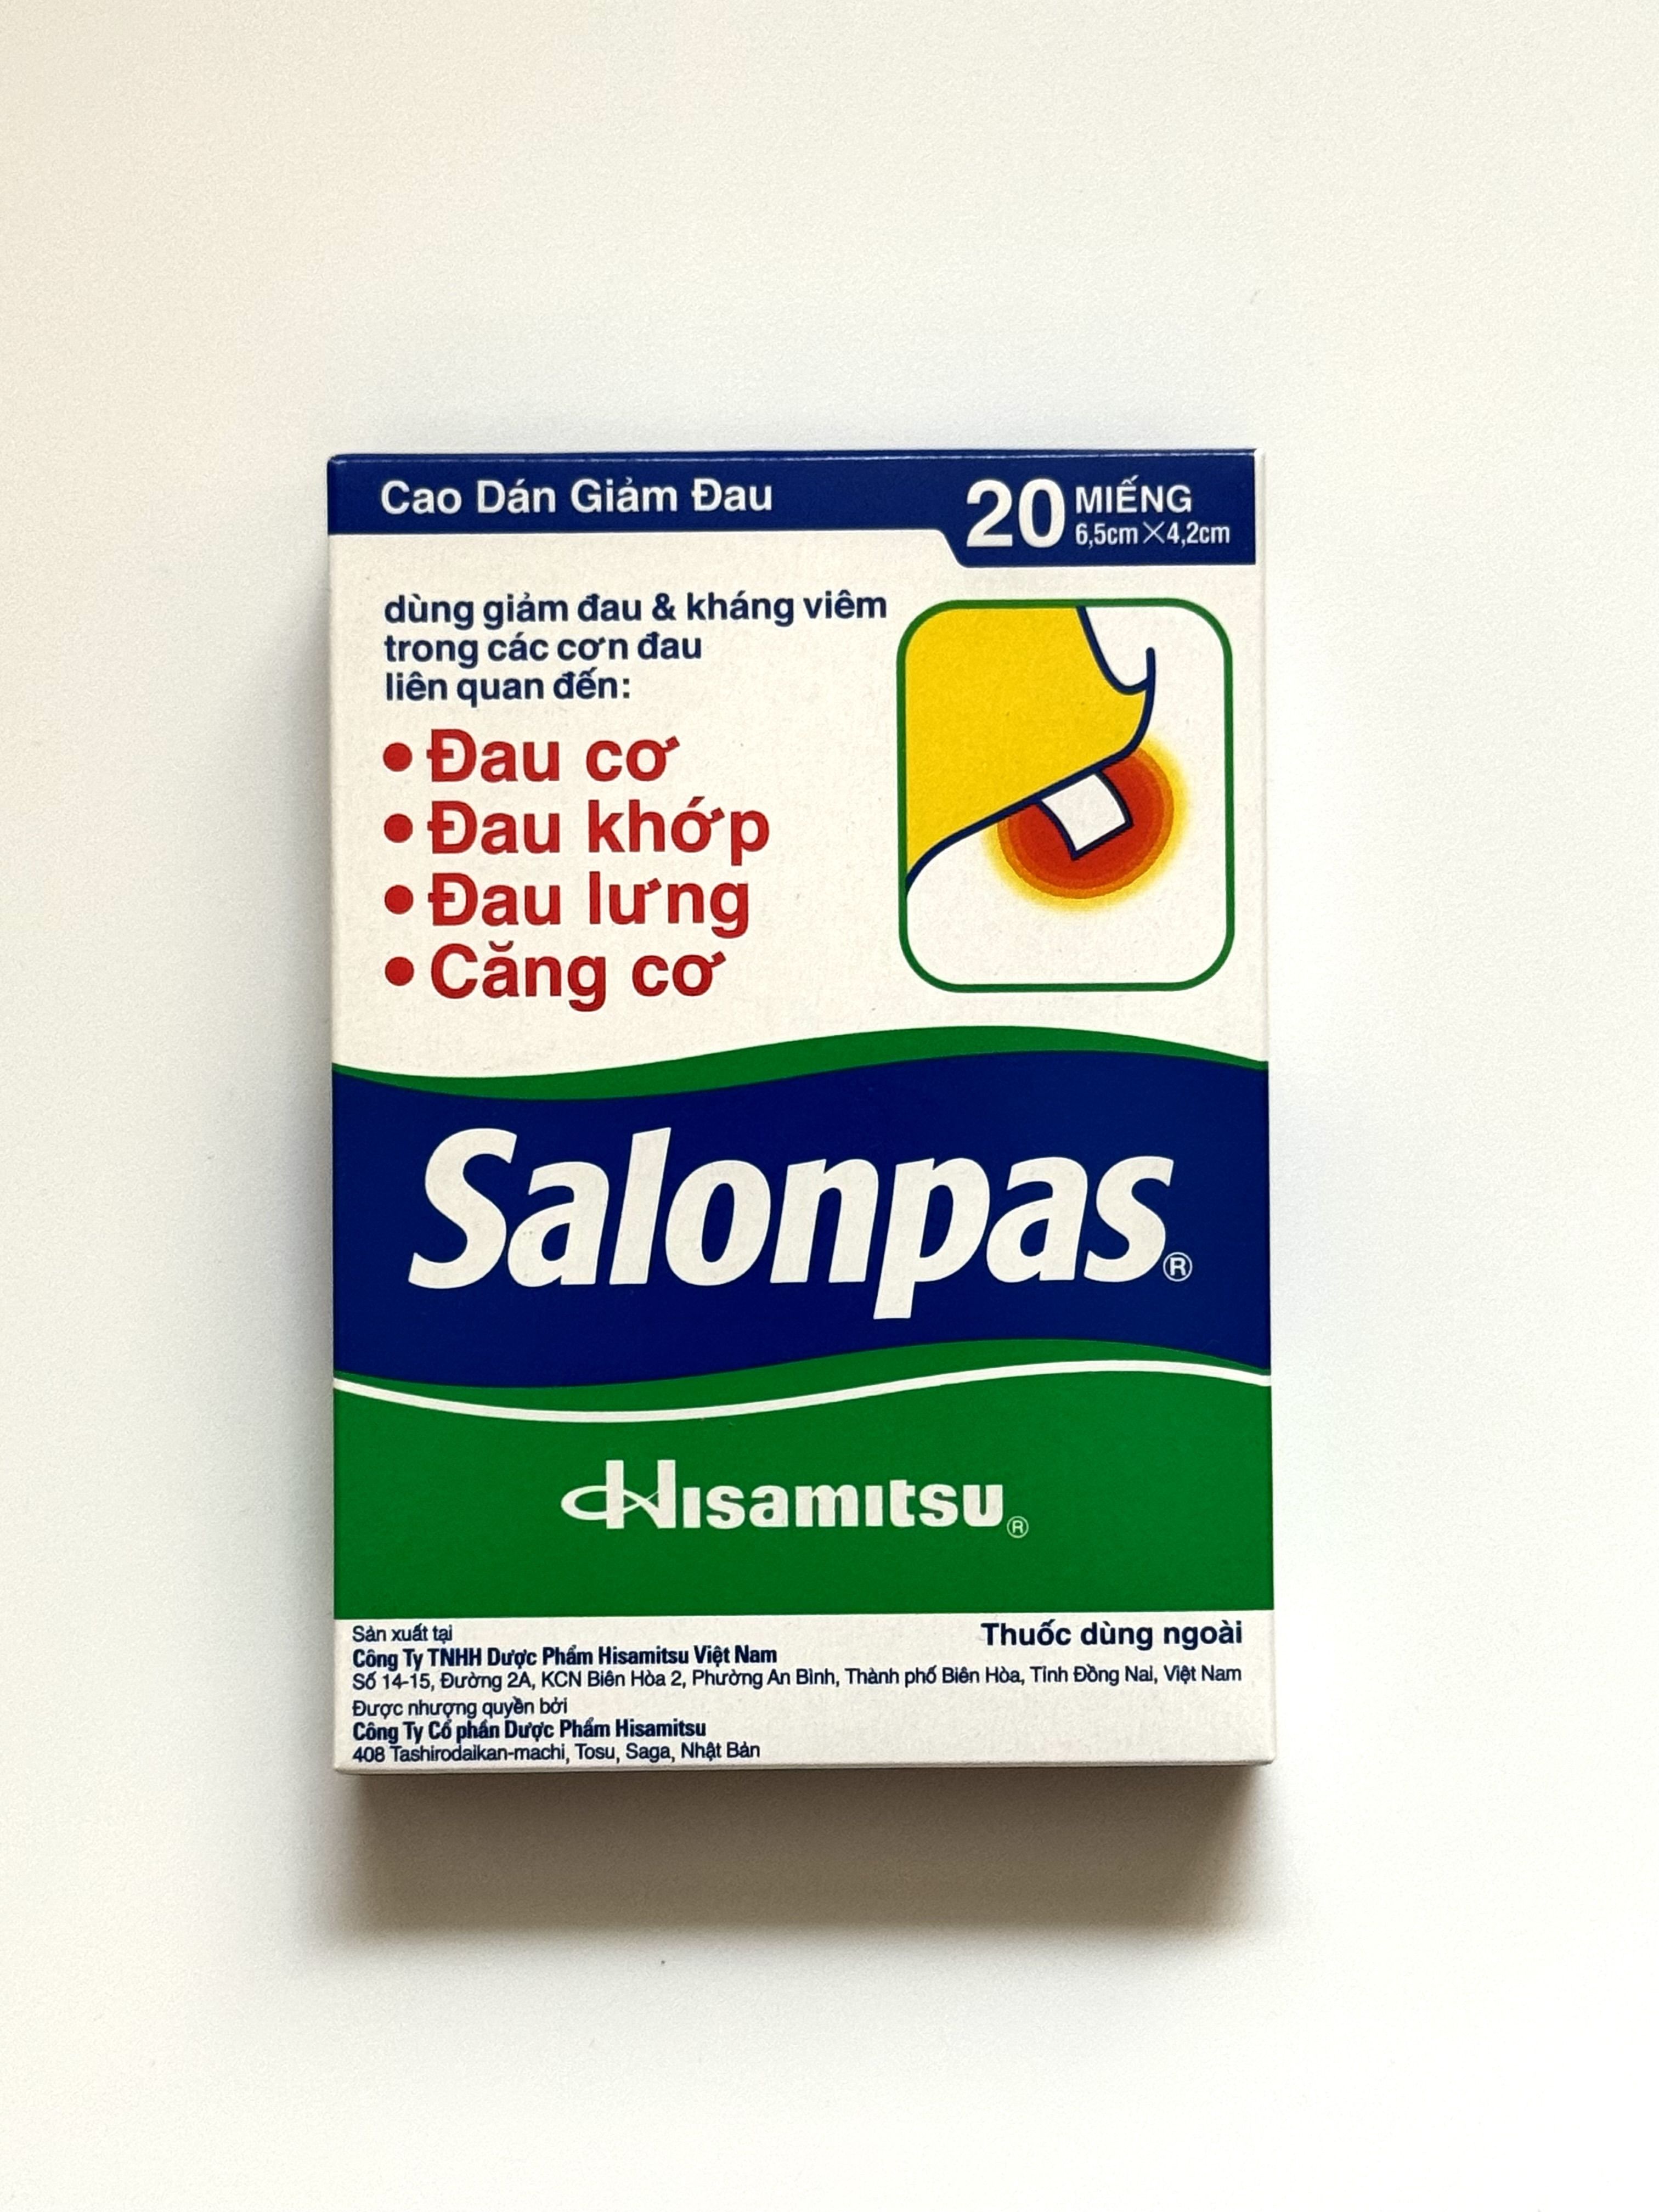 Cao Dán Giảm Đau
20 MIẾNG
6,5cm×4,2cm
dùng giảm đau & kháng viêm
trong các cơn đau
liên quan đến:
• Đau cơ
• Đau khớp
• Đau lưng
• Căng cơ
Salonpas®
Hisamitsu®
Sản xuất tại
Thuốc dùng ngoài
Công Ty TNHH Dược Phẩm Hisamitsu Việt Nam
Số 14-15, Đường 2A, KCN Biên Hòa 2, Phường An Bình, Thành phố Biên Hòa, Tỉnh Đồng Nai, Việt Nam
Được nhượng quyền bởi
Công Ty Cổ phần Dược Phẩm Hisamitsu
408 Tashirodaikan-machi, Tosu, Saga, Nhật Bản